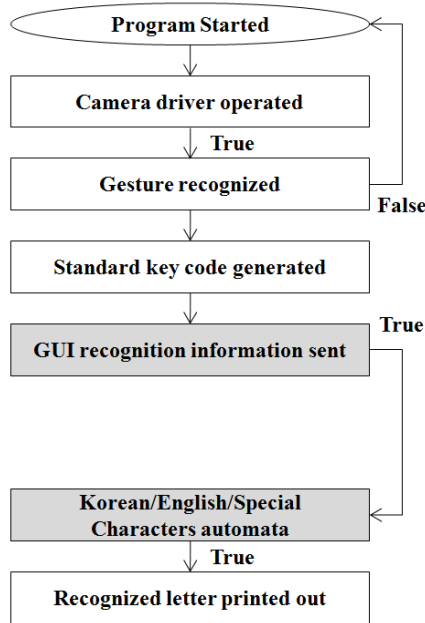 Program Started
Camera driver operated
True
Gesture recognized
False
Standard key code generated
True
GUI recognition information sent
Korean/English/Special
Characters automata
True
Recognized letter printed out